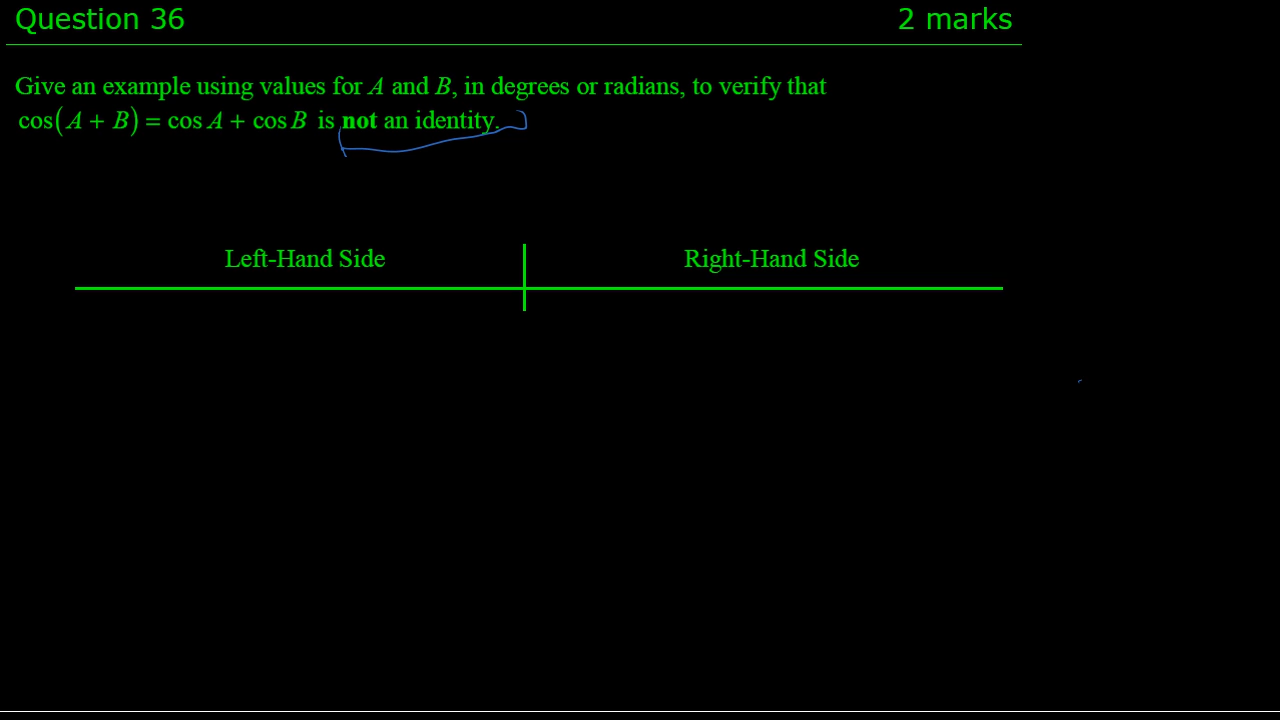 Question 36 2 marks
Give an example using values for A and B, in degrees or radians, to verify that
cos(A + B) = cos A + cos B is not an identity.
Left-Hand Side Right-Hand Side